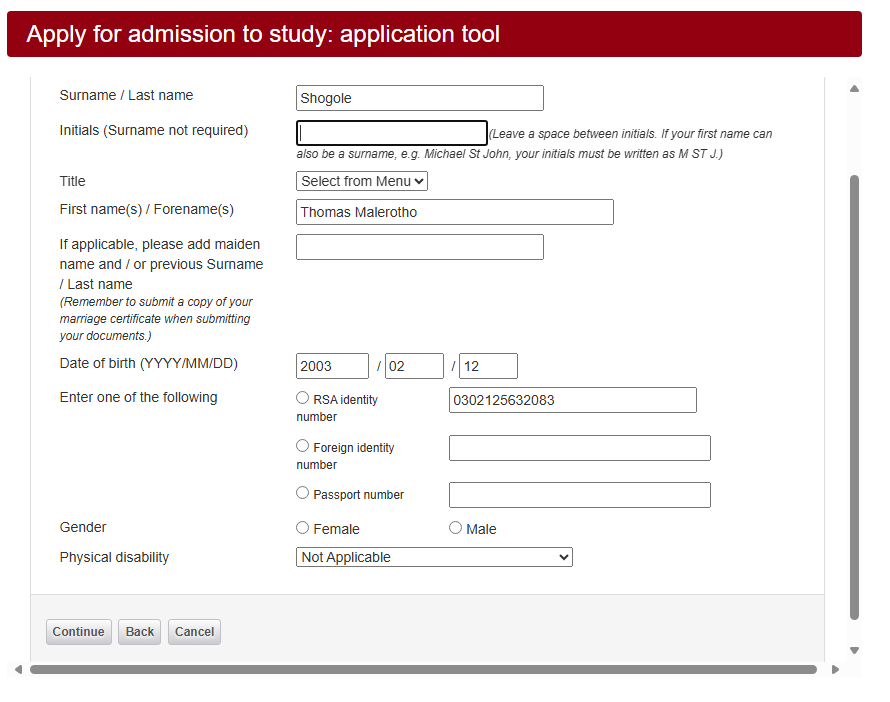 Apply for admission to study: application tool
Surname / Last name
Shogole
Initials (Surname not required)
(Leave a space between initials. If your first name can
also be a surname, e.g. Michael St John, your initials must be written as M ST J.)
Title
Select from Menu
First name(s) / Forename(s)
Thomas Malerotho
If applicable, please add maiden
name and / or previous Surname
/ Last name
(Remember to submit a copy of your
marriage certificate when submitting
your documents.)
Date of birth (YYYY/MM/DD)
2003 / 02 / 12
Enter one of the following
RSA identity
number
0302125632083
Foreign identity
number
Passport number
Gender
Female
Male
Physical disability
Not Applicable
Continue Back Cancel